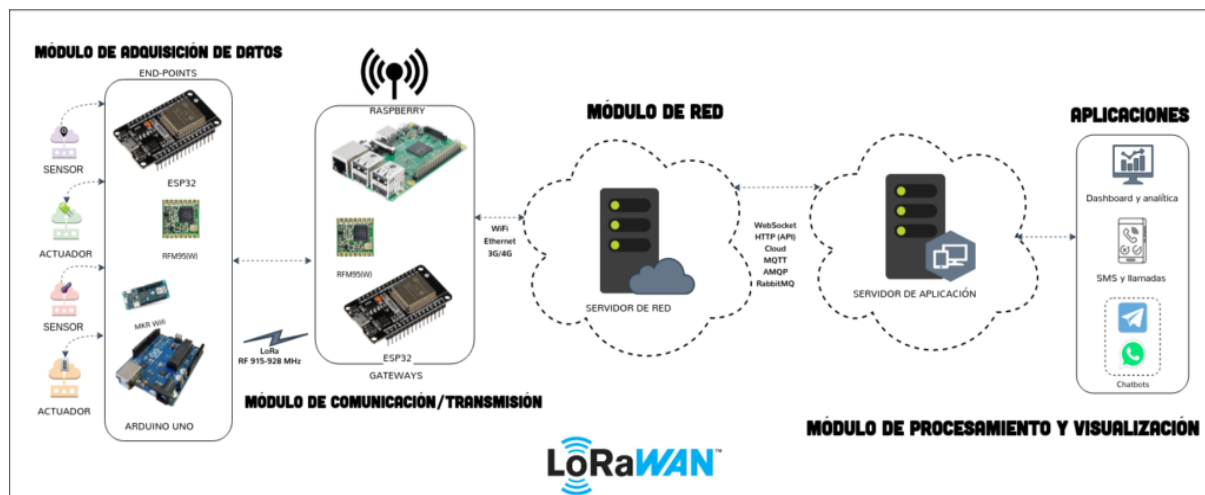 MÓDULO DE ADQUISICIÓN DE DATOS
END-POINTS
SENSOR
ESP32
ACTUADOR
RFM95(W)
SENSOR
MKR Wifi
ACTUADOR
ARDUINO UNO
LoRa
RF 915-928 MHz
RASPBERRY
RFM95(W)
ESP32
GATEWAYS
MÓDULO DE COMUNICACIÓN/TRANSMISIÓN
WiFi
Ethernet
3G/4G
MÓDULO DE RED
SERVIDOR DE RED
WebSocket
HTTP (API)
Cloud
MQTT
AMQP
RabbitMQ
SERVIDOR DE APLICACIÓN
APLICACIONES
Dashboard y analítica
SMS y llamadas
Chatbots
MÓDULO DE PROCESAMIENTO Y VISUALIZACIÓN
LoRaWAN™